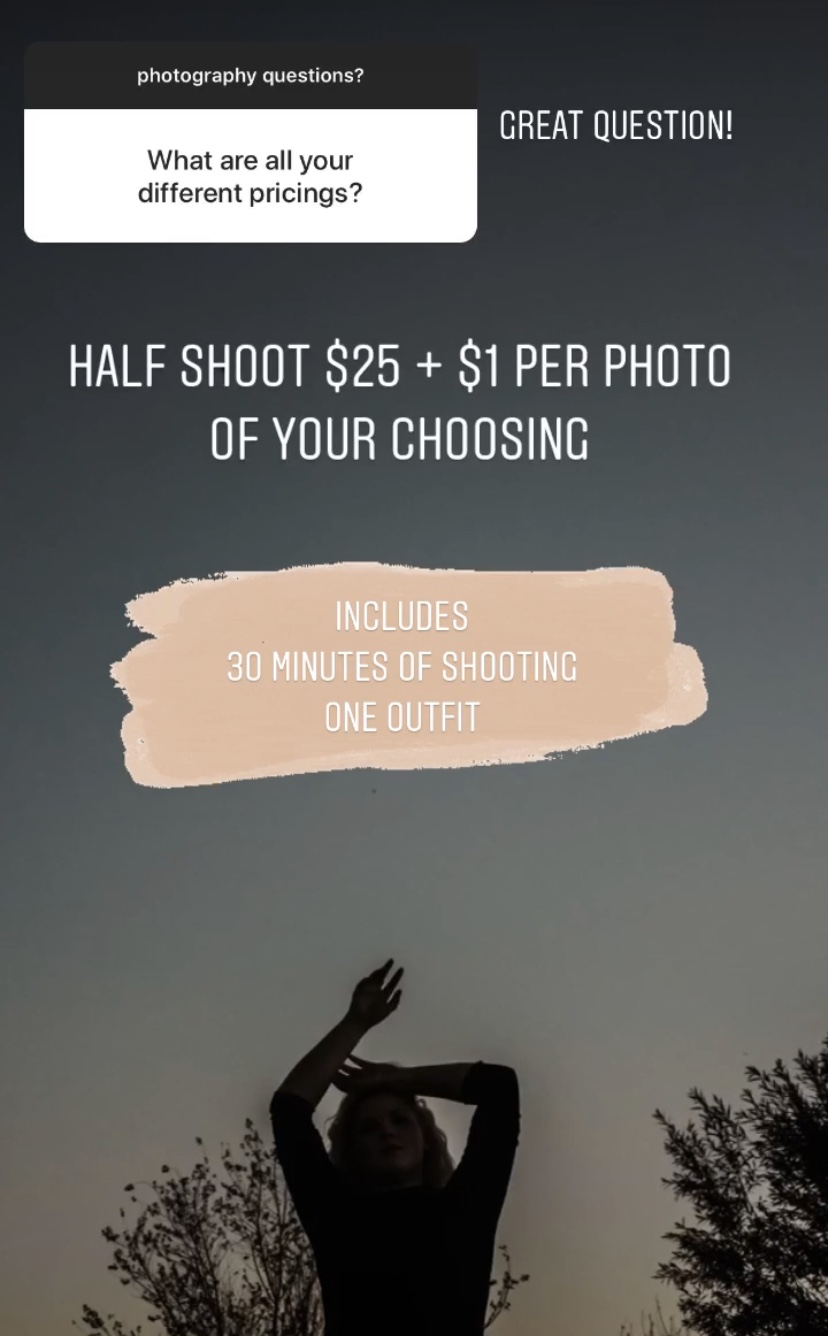 photography questions?
What are all your
different pricings?
GREAT QUESTION!
HALF SHOOT $25 + $1 PER PHOTO
OF YOUR CHOOSING
INCLUDES
30 MINUTES OF SHOOTING
ONE OUTFIT